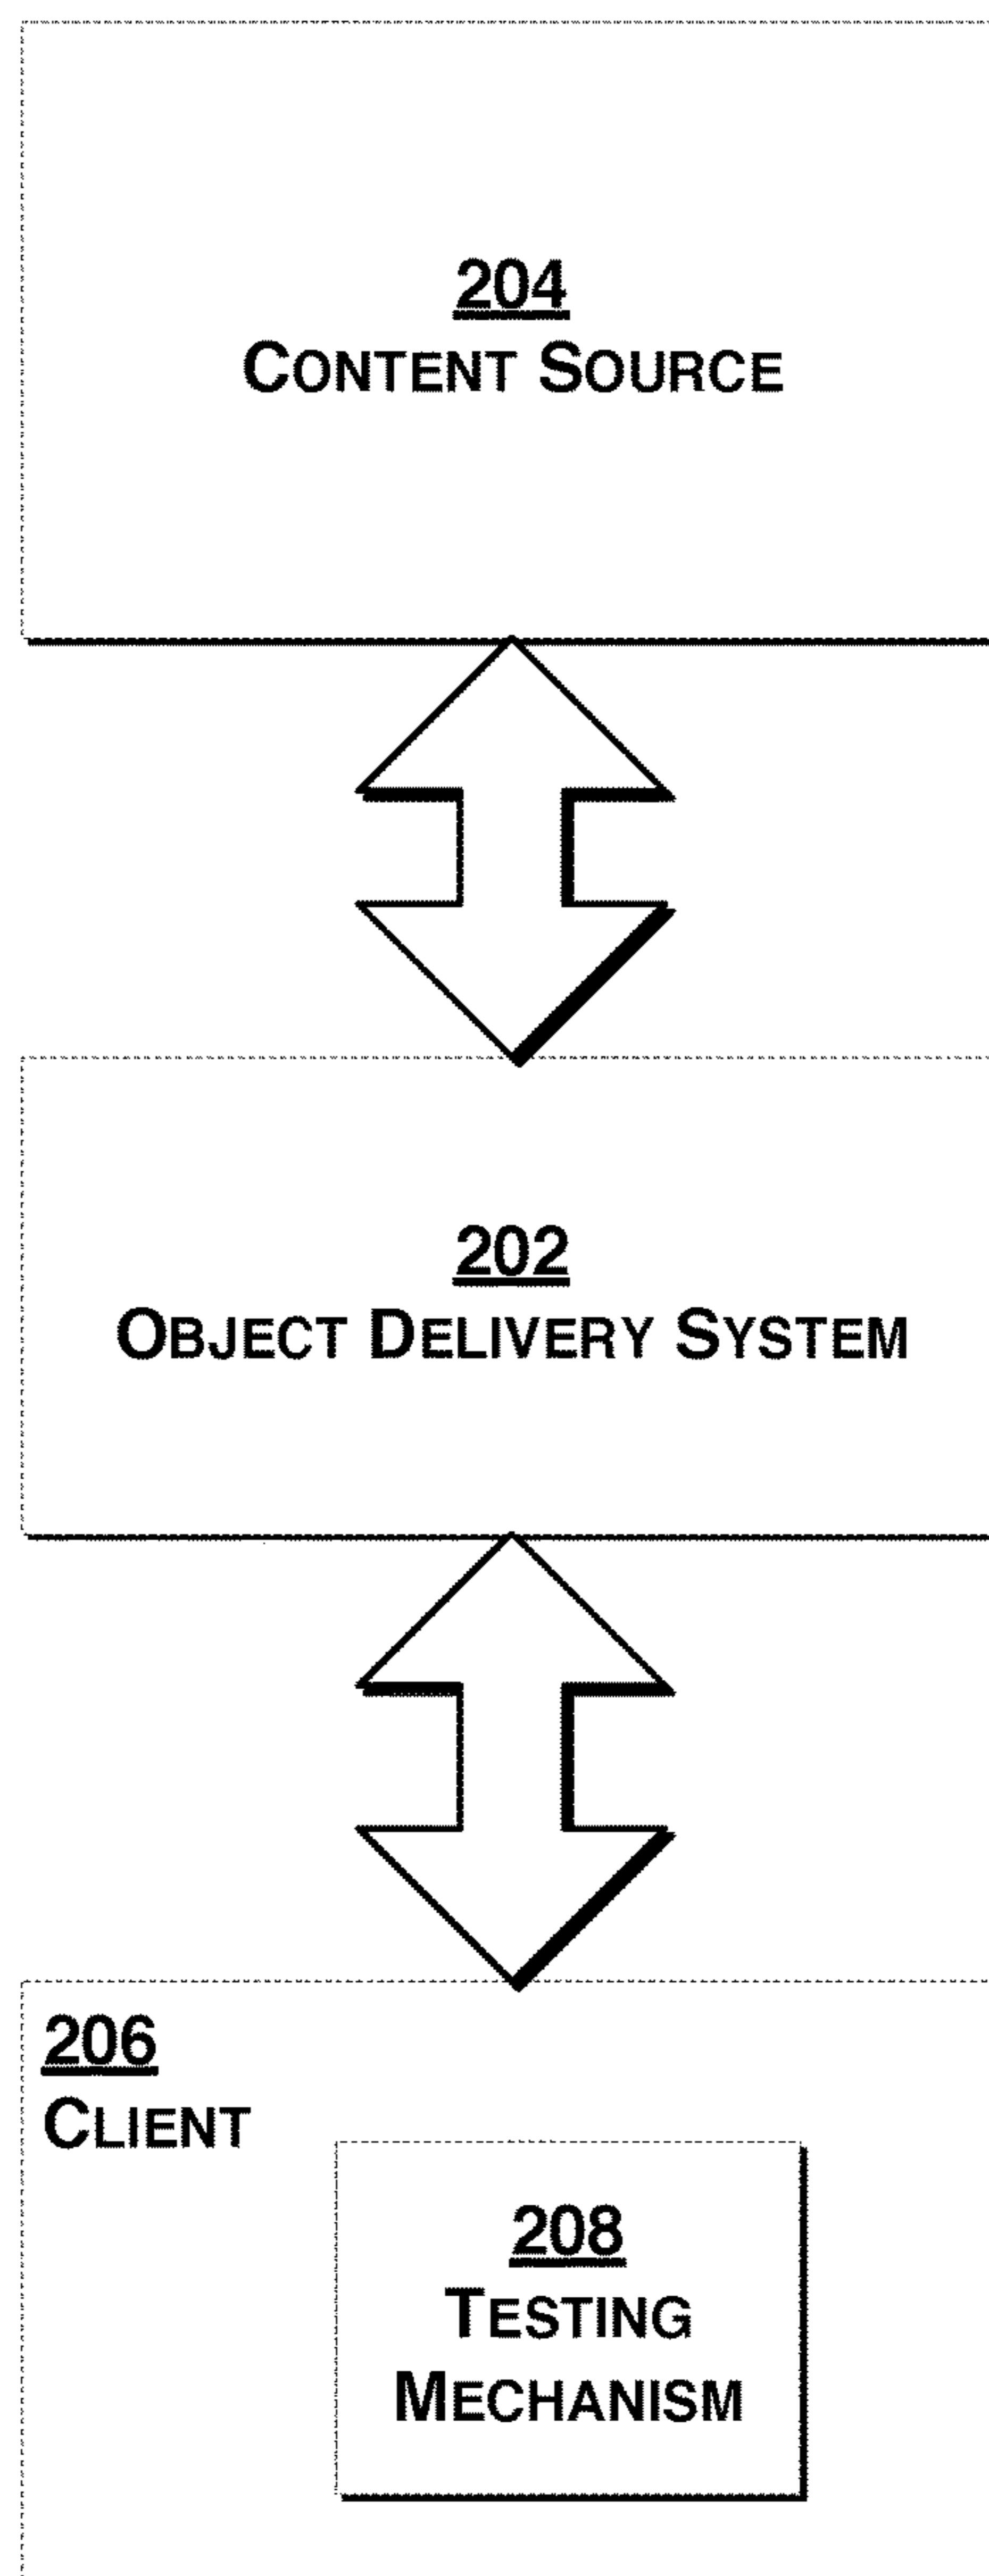 204
CONTENT SOURCE
202
OBJECT DELIVERY SYSTEM
206
CLIENT
208
TESTING
MECHANISM